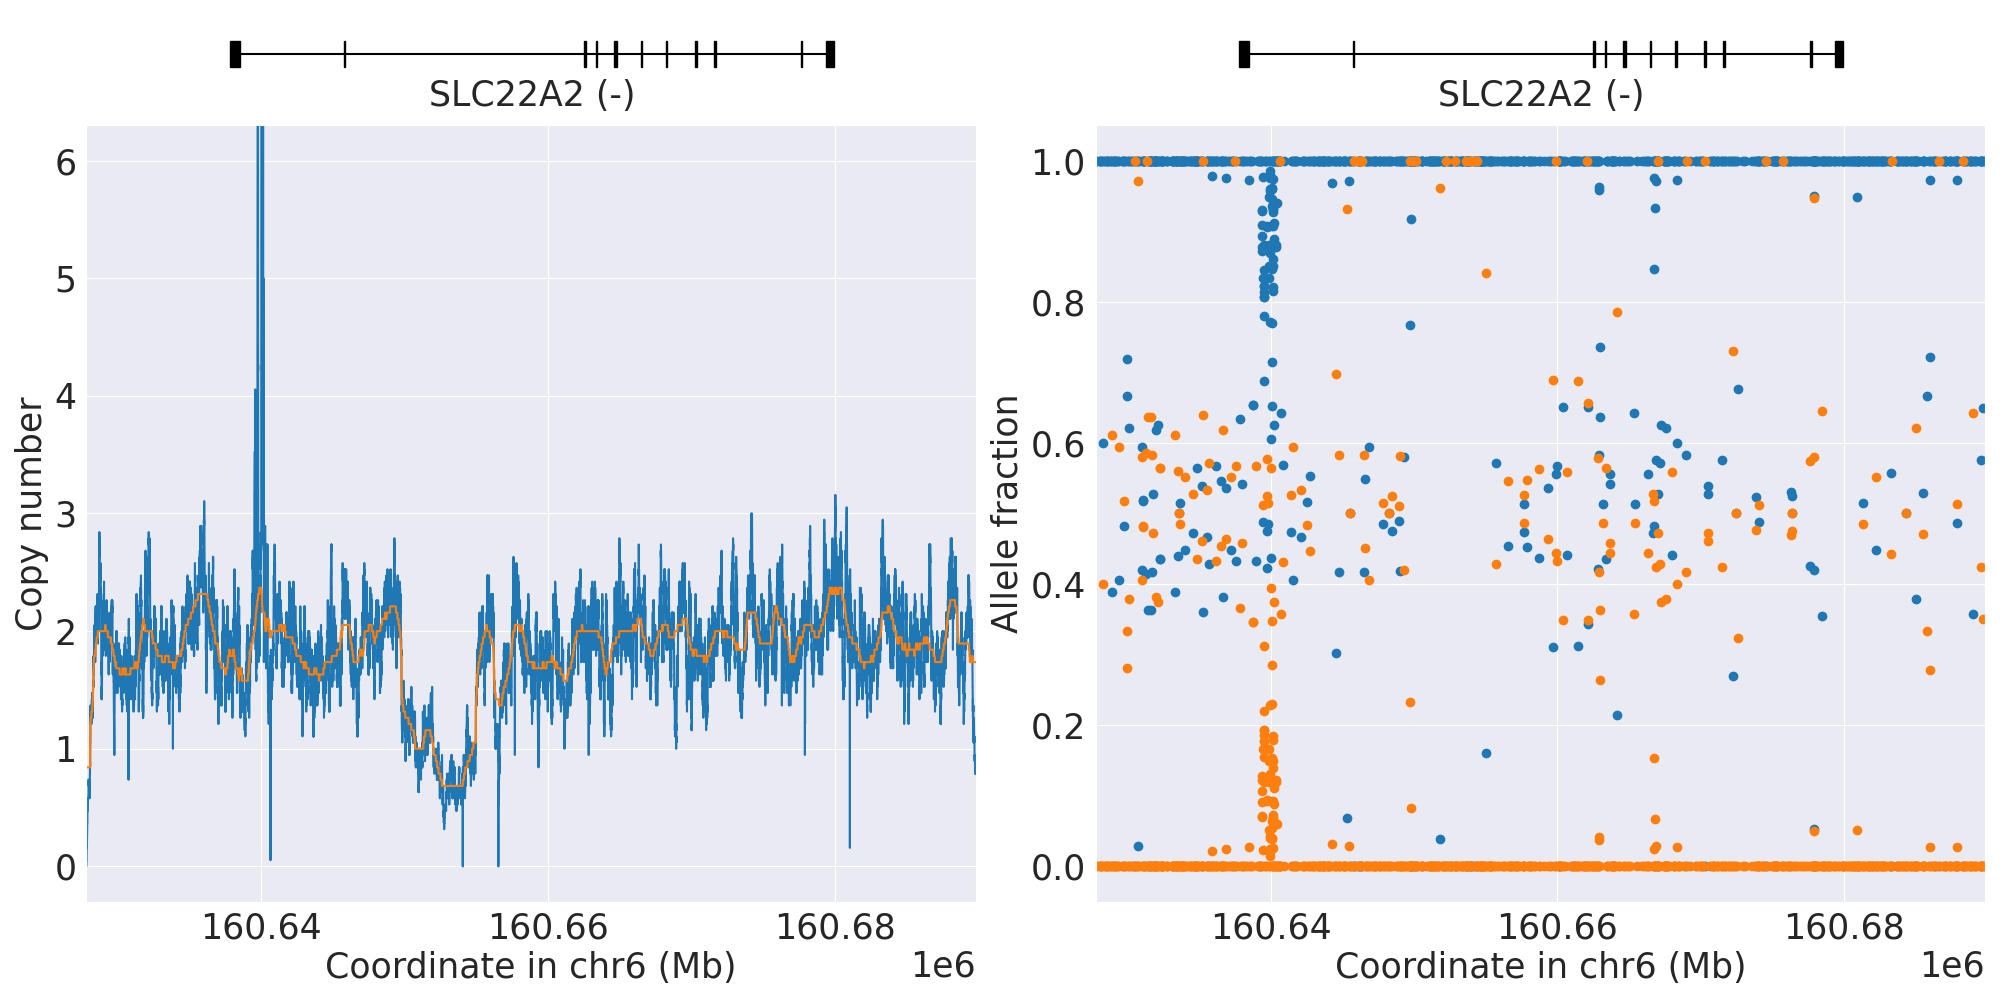 SLC22A2 (-)
6
5
4
3
2
1
0
Copy number
160.64 160.66 160.68
1e6
Coordinate in chr6 (Mb)
SLC22A2 (-)
1.0
0.8
0.6
0.4
0.2
0.0
Allele fraction
160.64 160.66 160.68
1e6
Coordinate in chr6 (Mb)